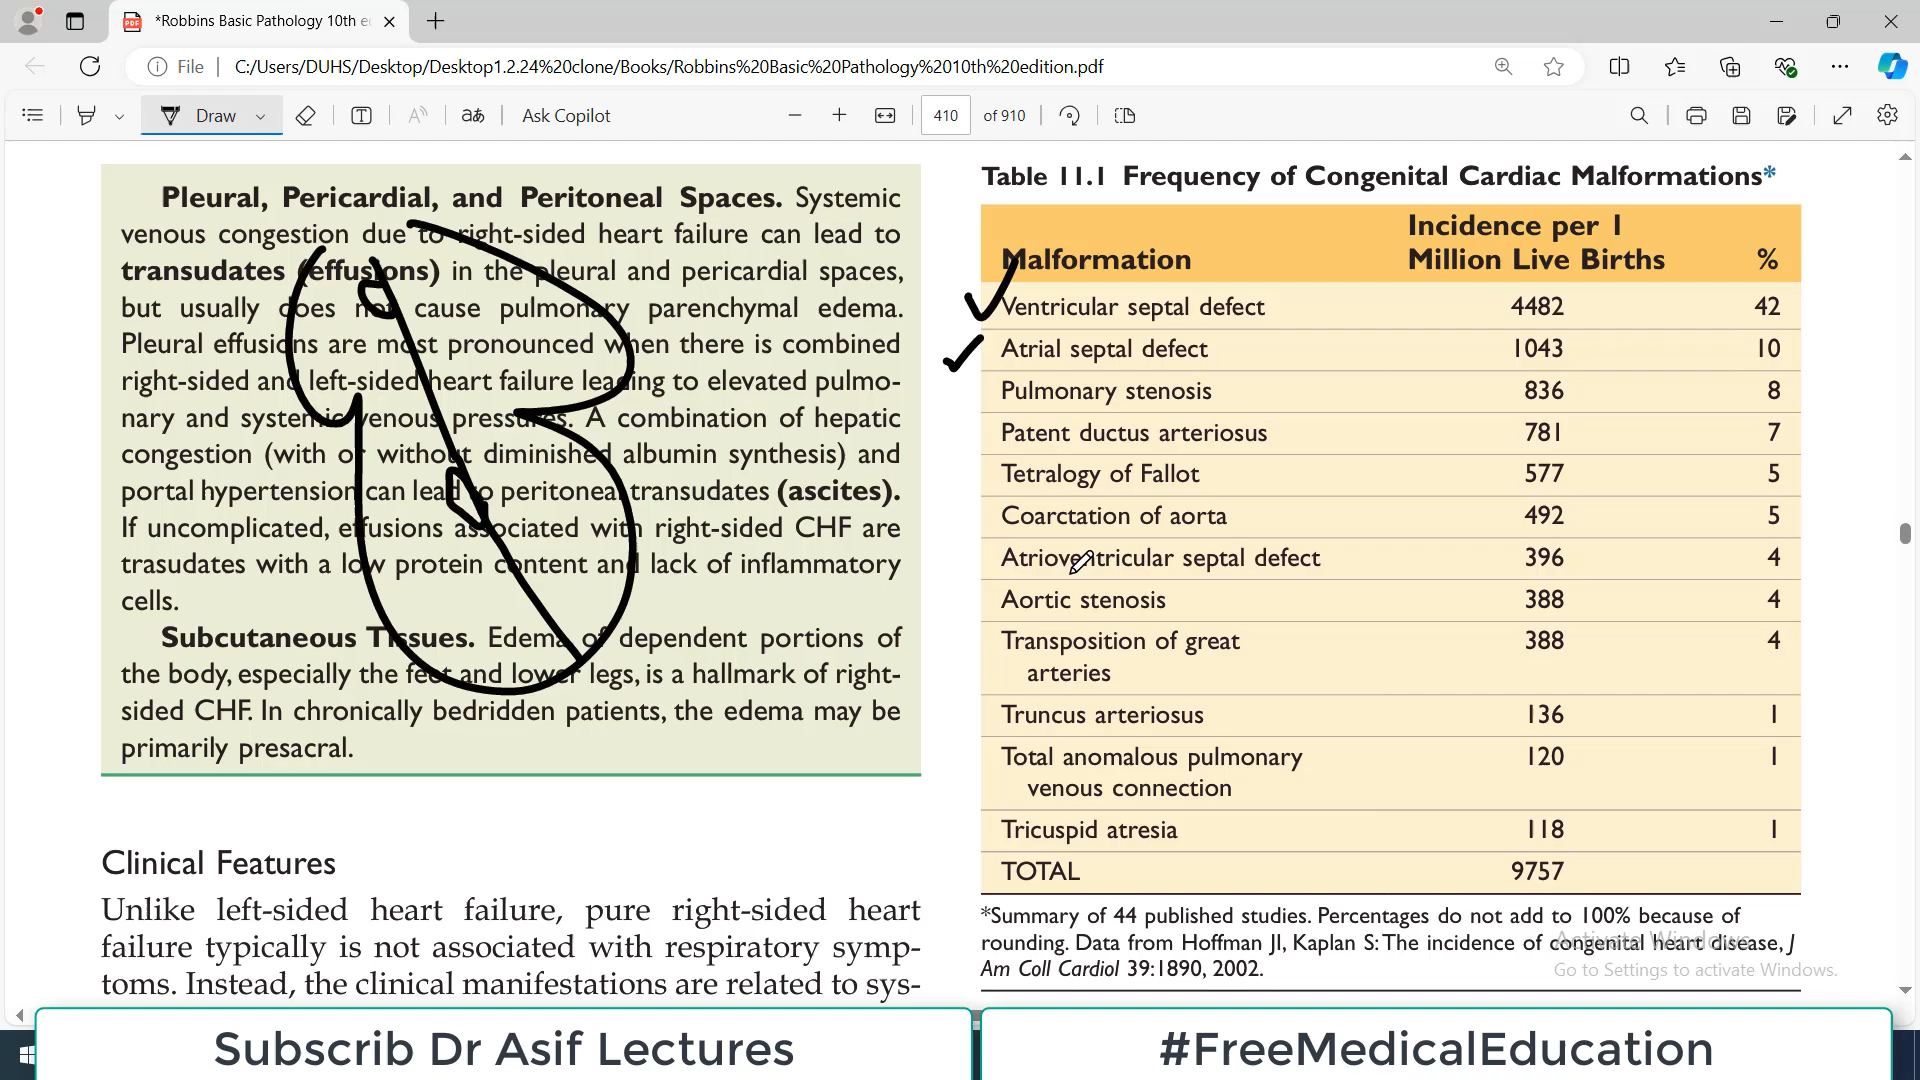 *Robbins Basic Pathology 10th e
File
C:/Users/DUHS/Desktop/Desktop1.2.24%20clone/Books/Robbins%20Basic%20Pathology%2010th%20edition.pdf
Draw
T
aあ
Ask Copilot
410
of 910
Pleural, Pericardial, and Peritoneal Spaces. Systemic
venous congestion due to right-sided heart failure can lead to
transudates (effusions) in the pleural and pericardial spaces,
but usually does not cause pulmonary parenchymal edema.
Pleural effusions are most pronounced when there is combined
right-sided and left-sided heart failure leading to elevated pulmo-
nary and systemic venous pressures. A combination of hepatic
congestion (with or without diminished albumin synthesis) and
portal hypertension can lead to peritoneal transudates (ascites).
If uncomplicated, effusions associated with right-sided CHF are
trasudates with a low protein content and lack of inflammatory
cells.
Subcutaneous Tissues. Edema of dependent portions of
the body, especially the feet and lower legs, is a hallmark of right-
sided CHF. In chronically bedridden patients, the edema may be
primarily presacral.
Clinical Features
Unlike left-sided heart failure, pure right-sided heart
failure typically is not associated with respiratory symp-
toms. Instead, the clinical manifestations are related to sys-
Table 11.1 Frequency of Congenital Cardiac Malformations*
Malformation Incidence per 1 Million Live Births %
Ventricular septal defect 4482 42
Atrial septal defect 1043 10
Pulmonary stenosis 836 8
Patent ductus arteriosus 781 7
Tetralogy of Fallot 577 5
Coarctation of aorta 492 5
Atrioventricular septal defect 396 4
Aortic stenosis 388 4
Transposition of great 388 4
arteries
Truncus arteriosus 136 1
Total anomalous pulmonary 120 1
venous connection
Tricuspid atresia 118 1
TOTAL 9757
*Summary of 44 published studies. Percentages do not add to 100% because of
rounding. Data from Hoffman JI, Kaplan S: The incidence of congenital heart disease, J
Am Coll Cardiol 39:1890, 2002.
Activate Windows
Go to Settings to activate Windows.
Subscrib Dr Asif Lectures
#FreeMedicalEducation